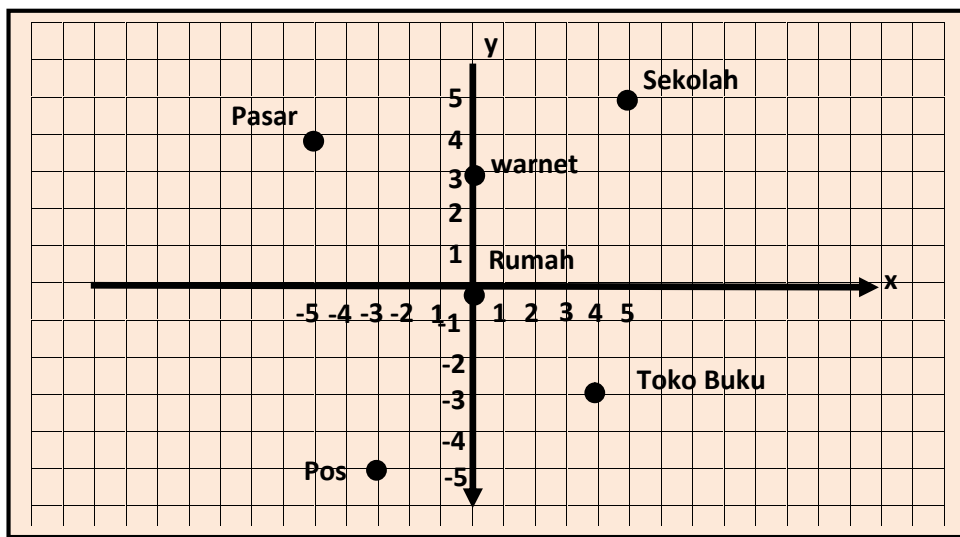 y
Sekolah
5
Pasar
4
warnet
3
2
1
Rumah
x
-5 -4 -3 -2 1 1 2 3 4 5
-1
-2
Toko Buku
-3
-4
Pos
-5